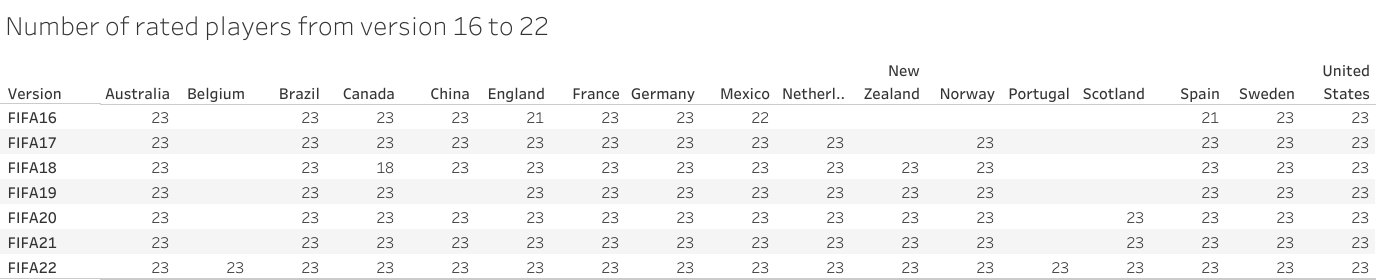 Number of rated players from version 16 to 22
New United
Version Australia Belgium Brazil Canada China England France Germany Mexico Netherl.. Zealand Norway Portugal Scotland Spain Sweden States
FIFA16 23 23 23 23 21 23 23 22 21 23 23
FIFA17 23 23 23 23 23 23 23 23 23 23 23 23 23
FIFA18 23 23 18 23 23 23 23 23 23 23 23 23 23 23
FIFA19 23 23 23 23 23 23 23 23 23 23 23 23 23
FIFA20 23 23 23 23 23 23 23 23 23 23 23 23 23 23 23
FIFA21 23 23 23 23 23 23 23 23 23 23 23 23 23 23 23
FIFA22 23 23 23 23 23 23 23 23 23 23 23 23 23 23 23 23 23